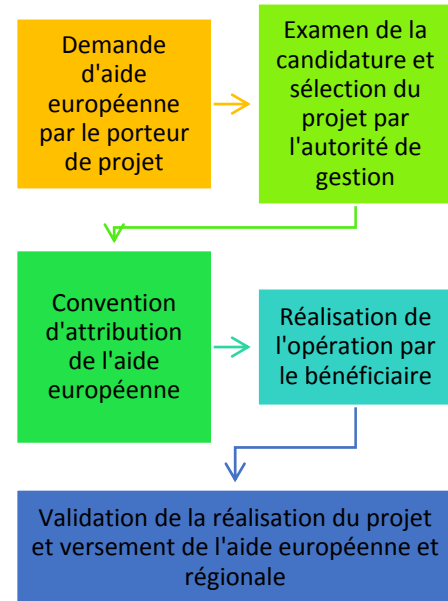 Demande
d'aide
européenne
par le porteur
de projet
Examen de la
candidature et
sélection du
projet par
l'autorité de
gestion
Convention
d'attribution
de l'aide
européenne
Réalisation de
l'opération par
le bénéficiaire
Validation de la réalisation du projet
et versement de l'aide européenne et
régionale